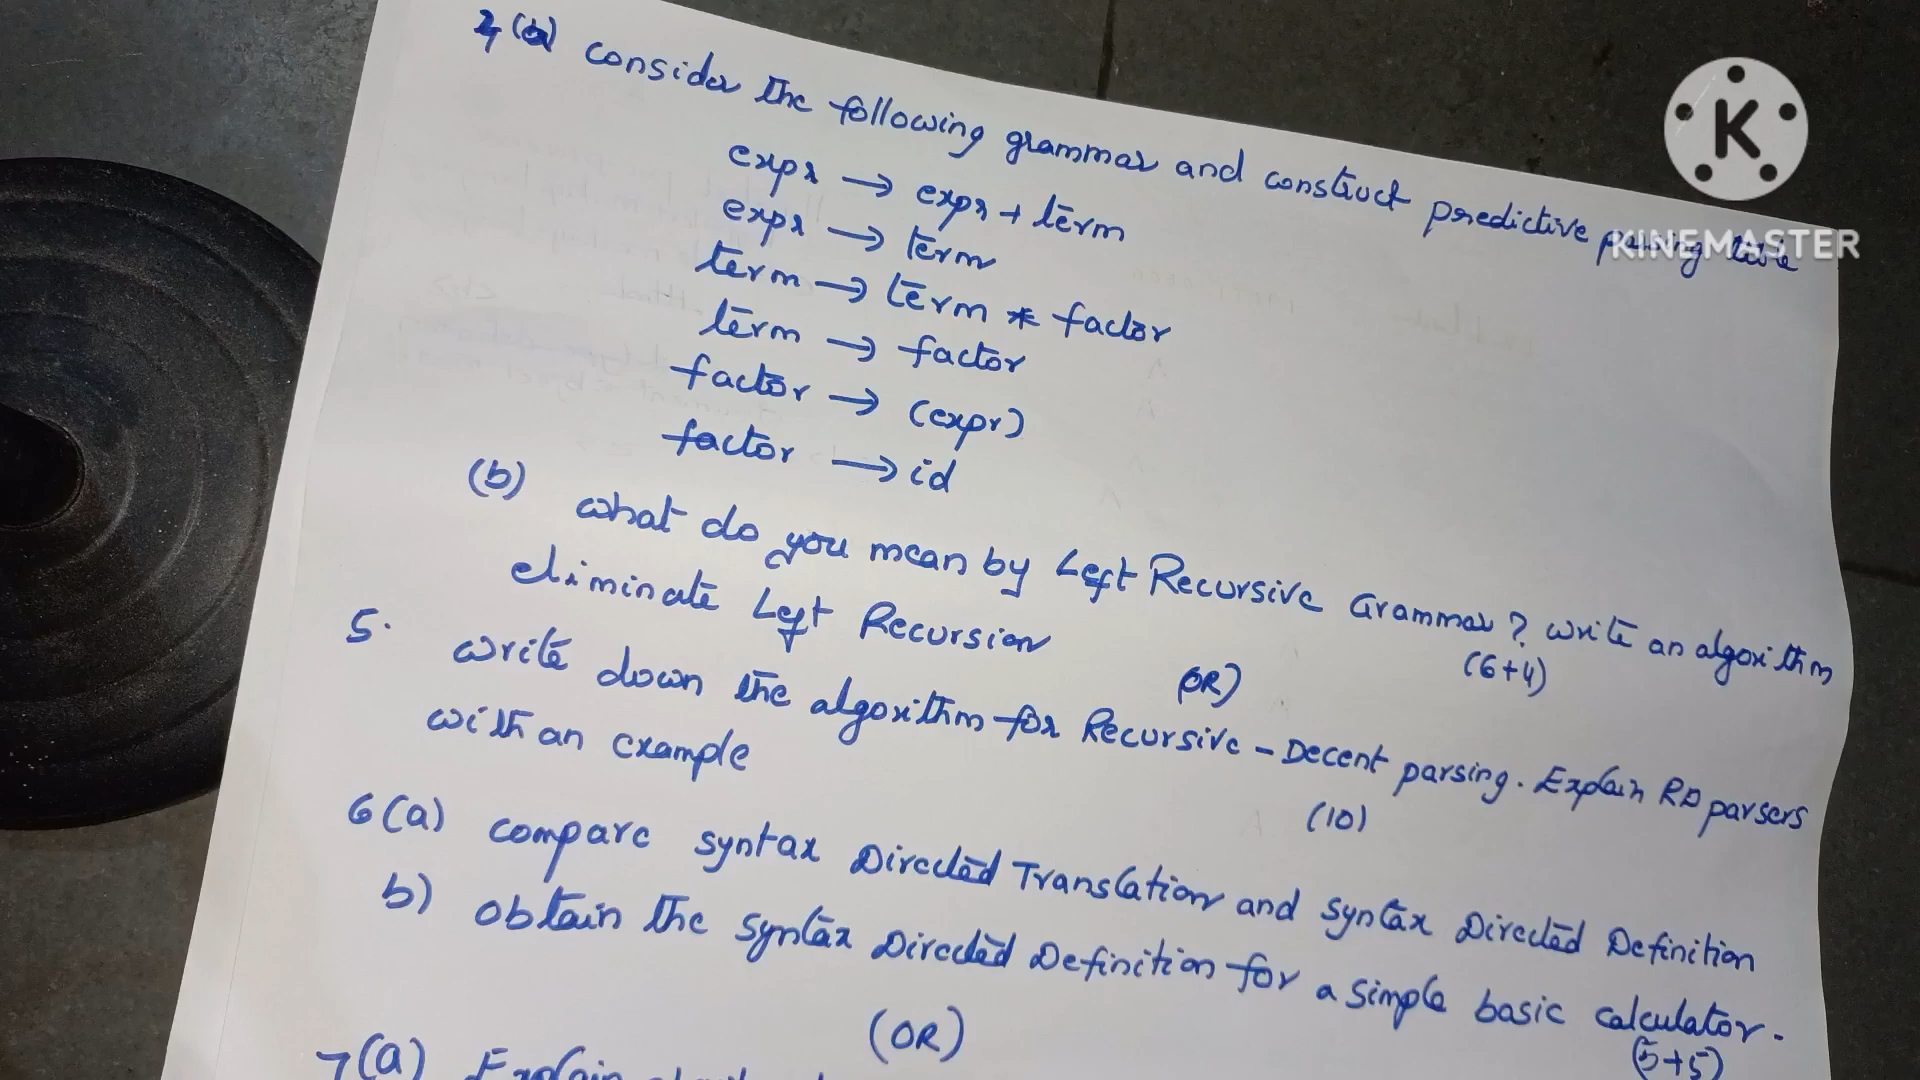 4(a) consider the following grammar and construct predictive parsing table
expr → expr + term
expr → term
term → term * factor
term → factor
factor → (expr)
factor → id
(b) what do you mean by Left Recursive Grammar? write an algorithm
eliminate Left Recursion (6+4)
(OR)
5. write down the algorithm for Recursive - Decent parsing. Explain RD parsers
with an example (10)
6(a) compare syntax Directed Translation and syntax Directed Definition
b) obtain the syntax Directed Definition for a simple basic calculator.
(5+5)
(OR)
7(a) Explain
K
KINEMASTER